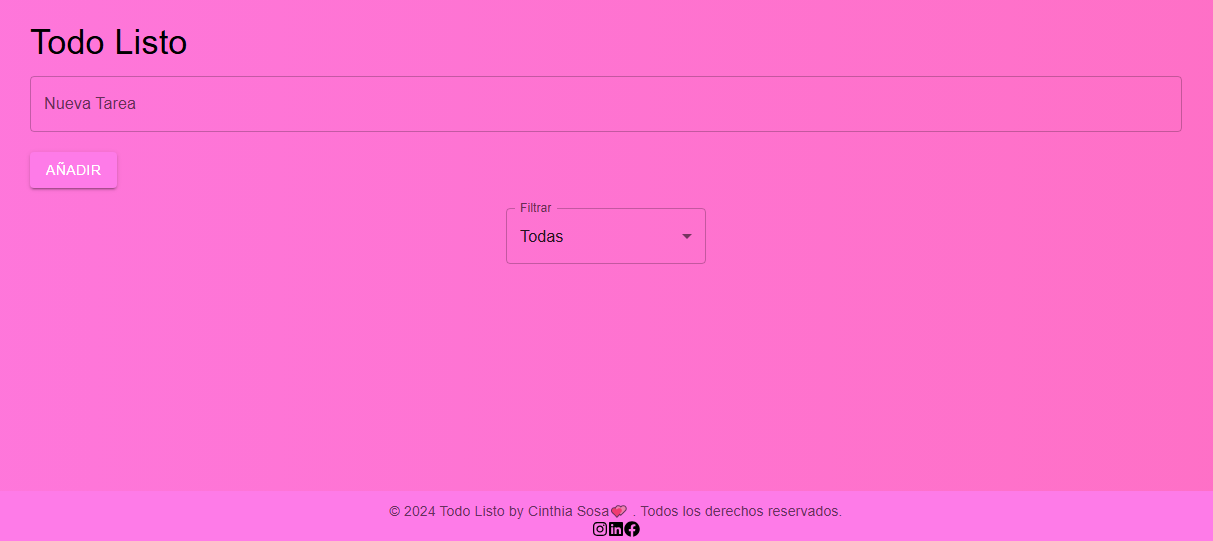 Todo Listo
Nueva Tarea
AÑADIR
Filtrar
Todas
© 2024 Todo Listo by Cinthia Sosa💕 . Todos los derechos reservados.